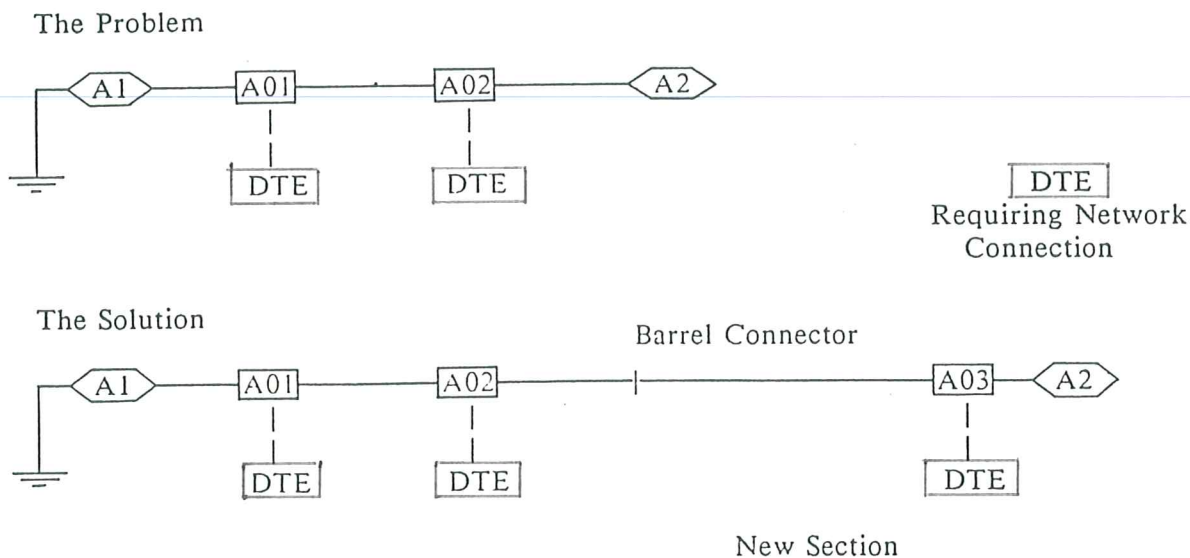 The Problem
A1 A01 A02 A2
DTE DTE DTE
Requiring Network
Connection
The Solution
Barrel Connector
A1 A01 A02 A03 A2
DTE DTE DTE
New Section